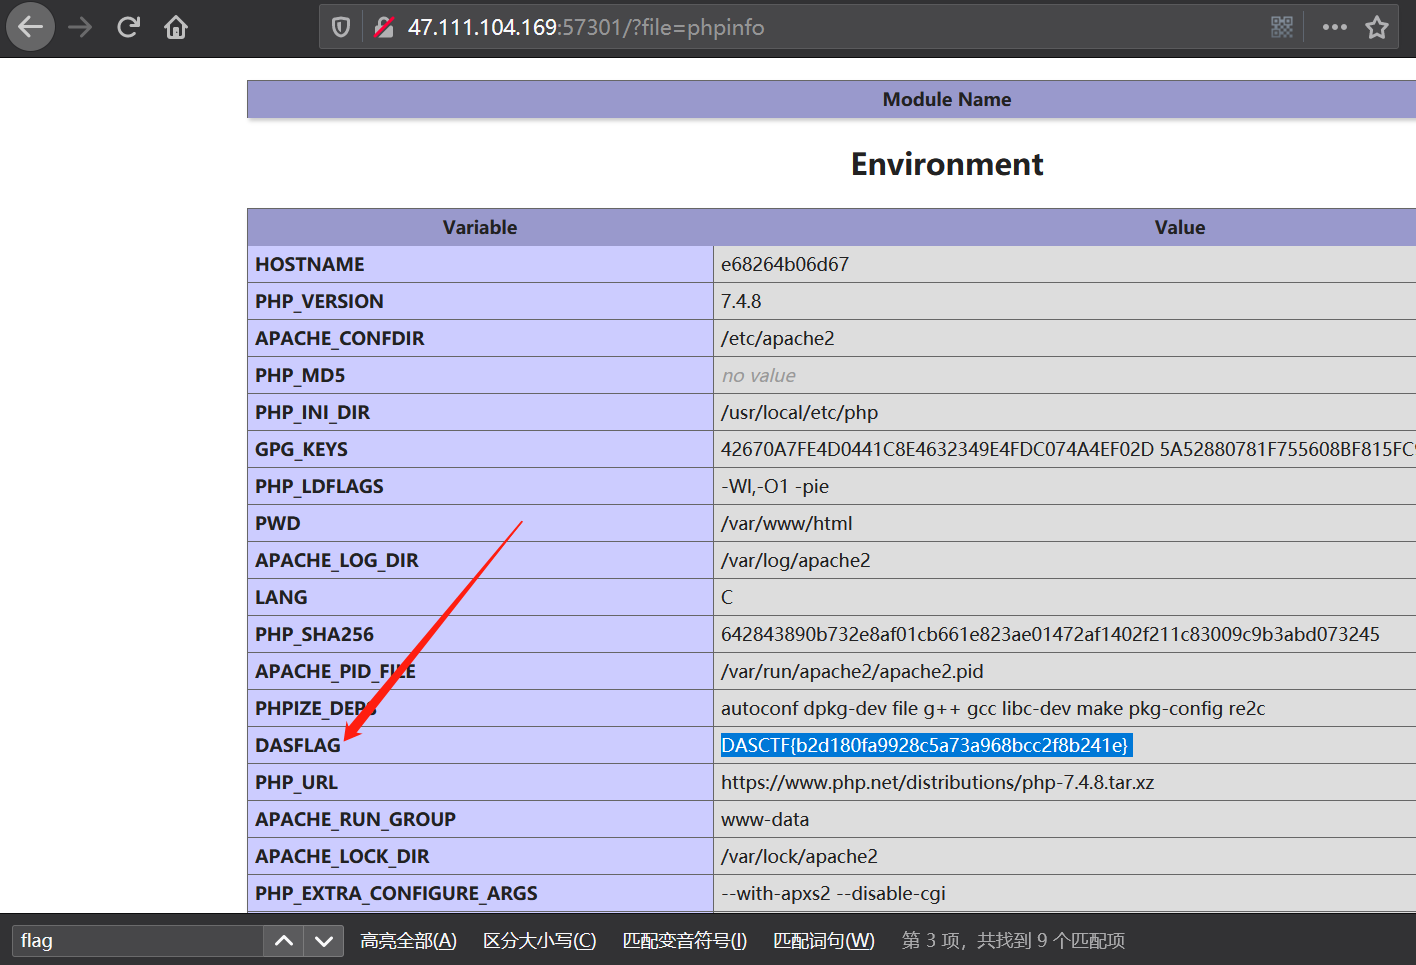 47.111.104.169:57301/?file=phpinfo
Module Name
Environment
Variable Value
HOSTNAME e68264b06d67
PHP_VERSION 7.4.8
APACHE_CONFDIR /etc/apache2
PHP_MD5 no value
PHP_INI_DIR /usr/local/etc/php
GPG_KEYS 42670A7FE4D0441C8E4632349E4FDC074A4EF02D 5A52880781F755608BF815FC
PHP_LDFLAGS -Wl,-O1 -pie
PWD /var/www/html
APACHE_LOG_DIR /var/log/apache2
LANG C
PHP_SHA256 642843890b732e8af01cb661e823ae01472af1402f211c83009c9b3abd073245
APACHE_PID_FILE /var/run/apache2/apache2.pid
PHPIZE_DEPS autoconf dpkg-dev file g++ gcc libc-dev make pkg-config re2c
DASFLAG DASCTF{b2d180fa9928c5a73a968bcc2f8b241e}
PHP_URL https://www.php.net/distributions/php-7.4.8.tar.xz
APACHE_RUN_GROUP www-data
APACHE_LOCK_DIR /var/lock/apache2
PHP_EXTRA_CONFIGURE_ARGS --with-apxs2 --disable-cgi
flag 高亮全部(A) 区分大小写(C) 匹配变音符号(I) 匹配词句(W) 第 3 项，共找到 9 个匹配项